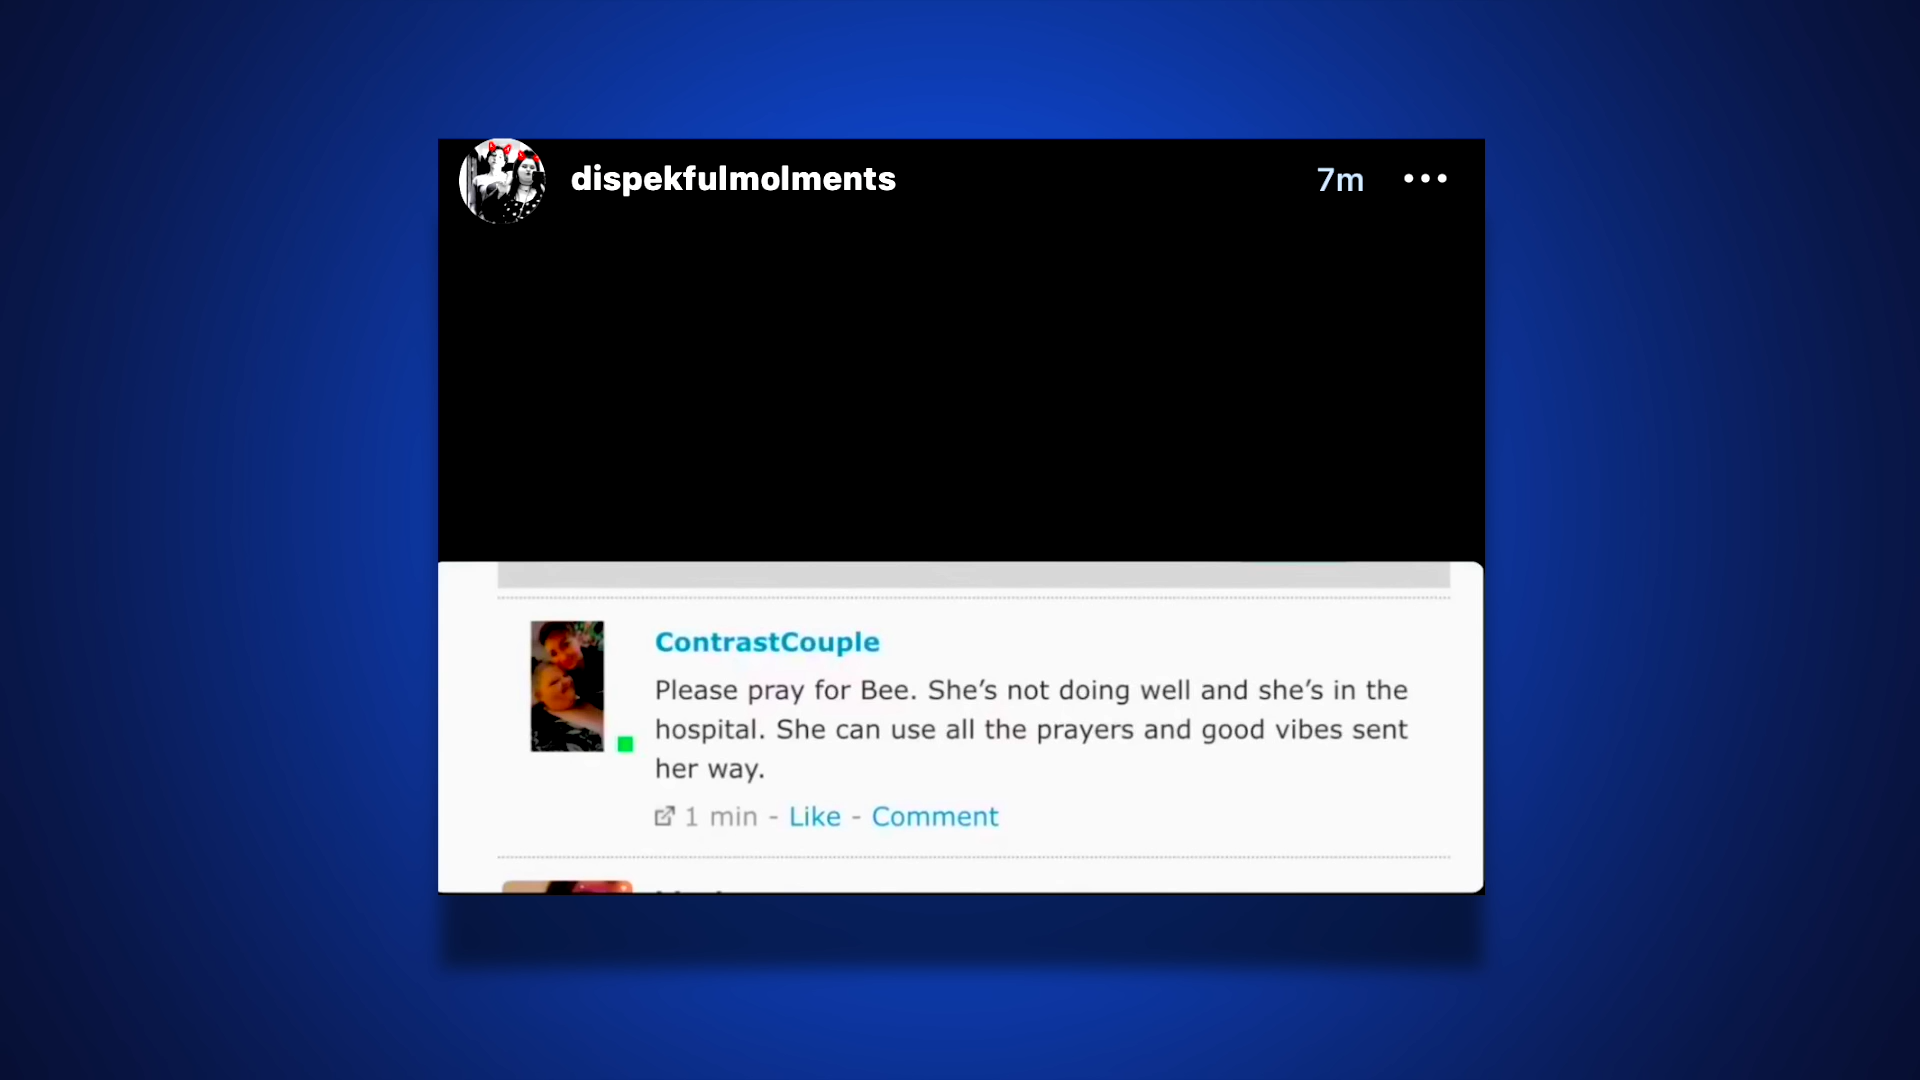 dispekfulmolments
7m
ContrastCouple
Please pray for Bee. She’s not doing well and she’s in the
hospital. She can use all the prayers and good vibes sent
her way.
1 min - Like - Comment